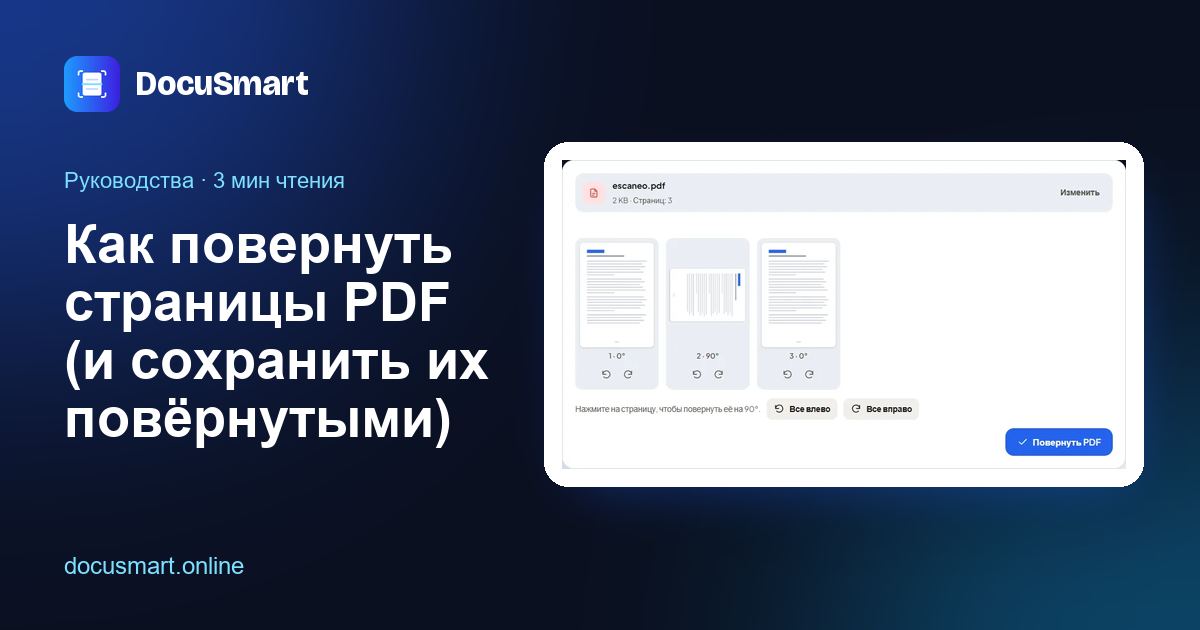 DocuSmart
Руководства · 3 мин чтения
Как повернуть
страницы PDF
(и сохранить их
повёрнутыми)
docusmart.online
escaneo.pdf
2 KB · Страниц: 3
Изменить
1 · 0°
2 · 90°
3 · 0°
Нажмите на страницу, чтобы повернуть её на 90°.
Все влево
Все вправо
Повернуть PDF